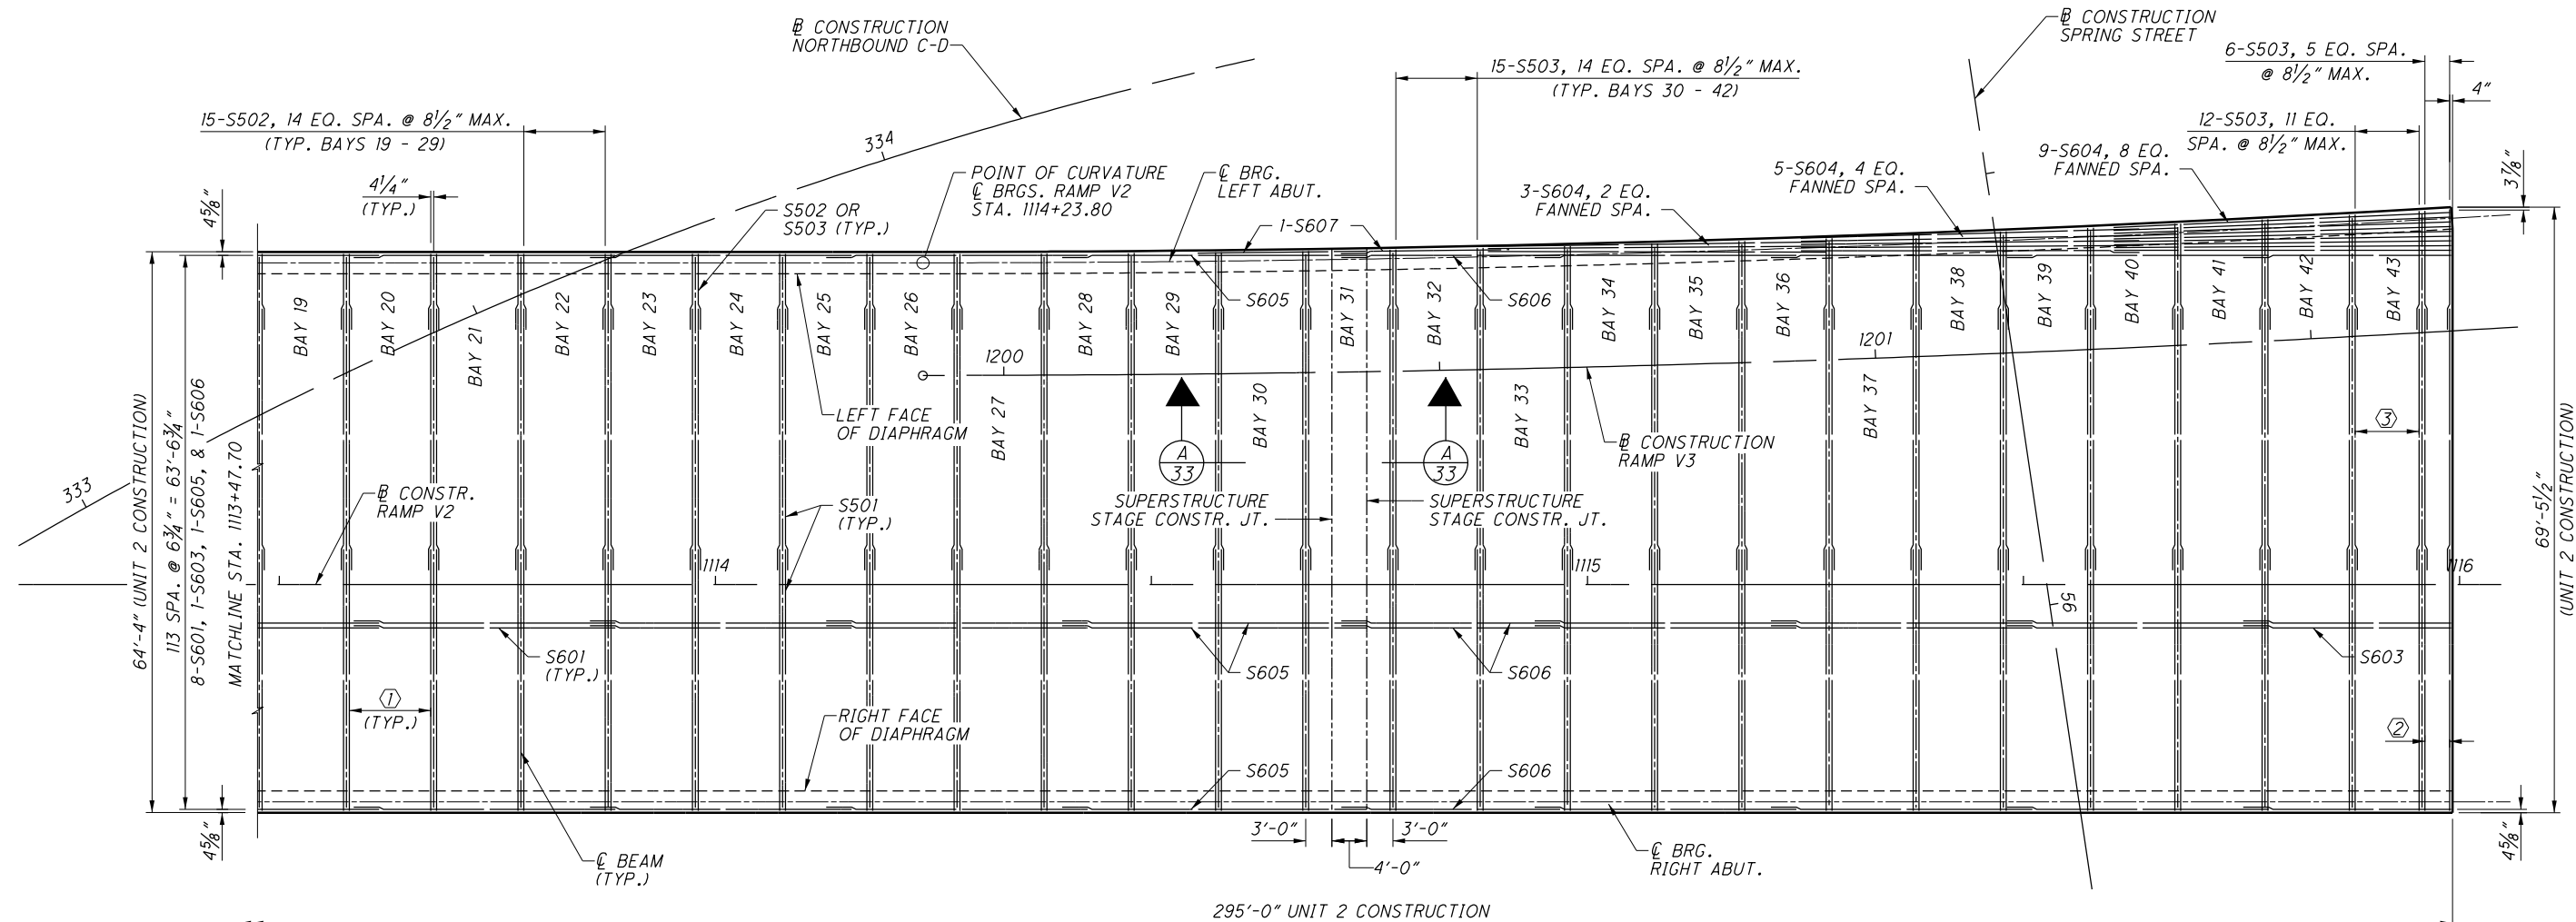 ℄ CONSTRUCTION
NORTHBOUND C-D
℄ CONSTRUCTION
SPRING STREET
6-S503, 5 EQ. SPA.
@ 8½" MAX.
4"
15-S503, 14 EQ. SPA. @ 8½" MAX.
(TYP. BAYS 30 - 42)
15-S502, 14 EQ. SPA. @ 8½" MAX.
(TYP. BAYS 19 - 29)
12-S503, 11 EQ.
SPA. @ 8½" MAX.
334
9-S604, 8 EQ.
FANNED SPA.
5-S604, 4 EQ.
FANNED SPA.
3-S604, 2 EQ.
FANNED SPA.
3⅞"
POINT OF CURVATURE
℄ BRGS. RAMP V2
STA. 1114+23.80
℄ BRG.
LEFT ABUT.
4⅝"
4¼"
(TYP.)
S502 OR
S503 (TYP.)
1-S607
BAY 19
BAY 20
BAY 21
BAY 22
BAY 23
BAY 24
BAY 25
BAY 26
BAY 27
BAY 28
BAY 29
BAY 30
BAY 31
BAY 32
BAY 33
BAY 34
BAY 35
BAY 36
BAY 37
BAY 38
BAY 39
BAY 40
BAY 41
BAY 42
BAY 43
S605
S606
1200
1201
64'-4" (UNIT 2 CONSTRUCTION)
113 SPA. @ 6¾" = 63'-6¾"
8-S601, 1-S603, 1-S605, & 1-S606
MATCHLINE STA. 1113+47.70
LEFT FACE
OF DIAPHRAGM
A
33
A
33
℄ CONSTRUCTION
RAMP V3
3
69'-5½"
(UNIT 2 CONSTRUCTION)
333
℄ CONSTR.
RAMP V2
S501
(TYP.)
SUPERSTRUCTURE
STAGE CONSTR. JT.
SUPERSTRUCTURE
STAGE CONSTR. JT.
1114
1115
1116
56
S601
(TYP.)
S605
S606
S603
1
(TYP.)
RIGHT FACE
OF DIAPHRAGM
2
S605
S606
4⅝"
3'-0"
3'-0"
4'-0"
4⅝"
℄ BEAM
(TYP.)
℄ BRG.
RIGHT ABUT.
295'-0" UNIT 2 CONSTRUCTION